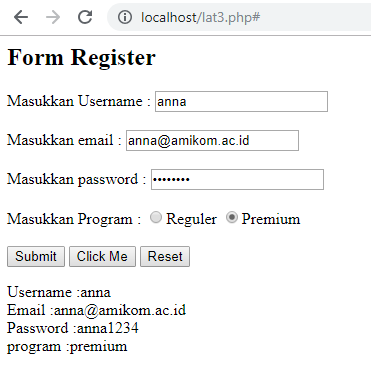 localhost/lat3.php#
Form Register
Masukkan Username : anna
Masukkan email : anna@amikom.ac.id
Masukkan password : ••••••••
Masukkan Program : Reguler Premium
Submit Click Me Reset
Username :anna
Email :anna@amikom.ac.id
Password :anna1234
program :premium